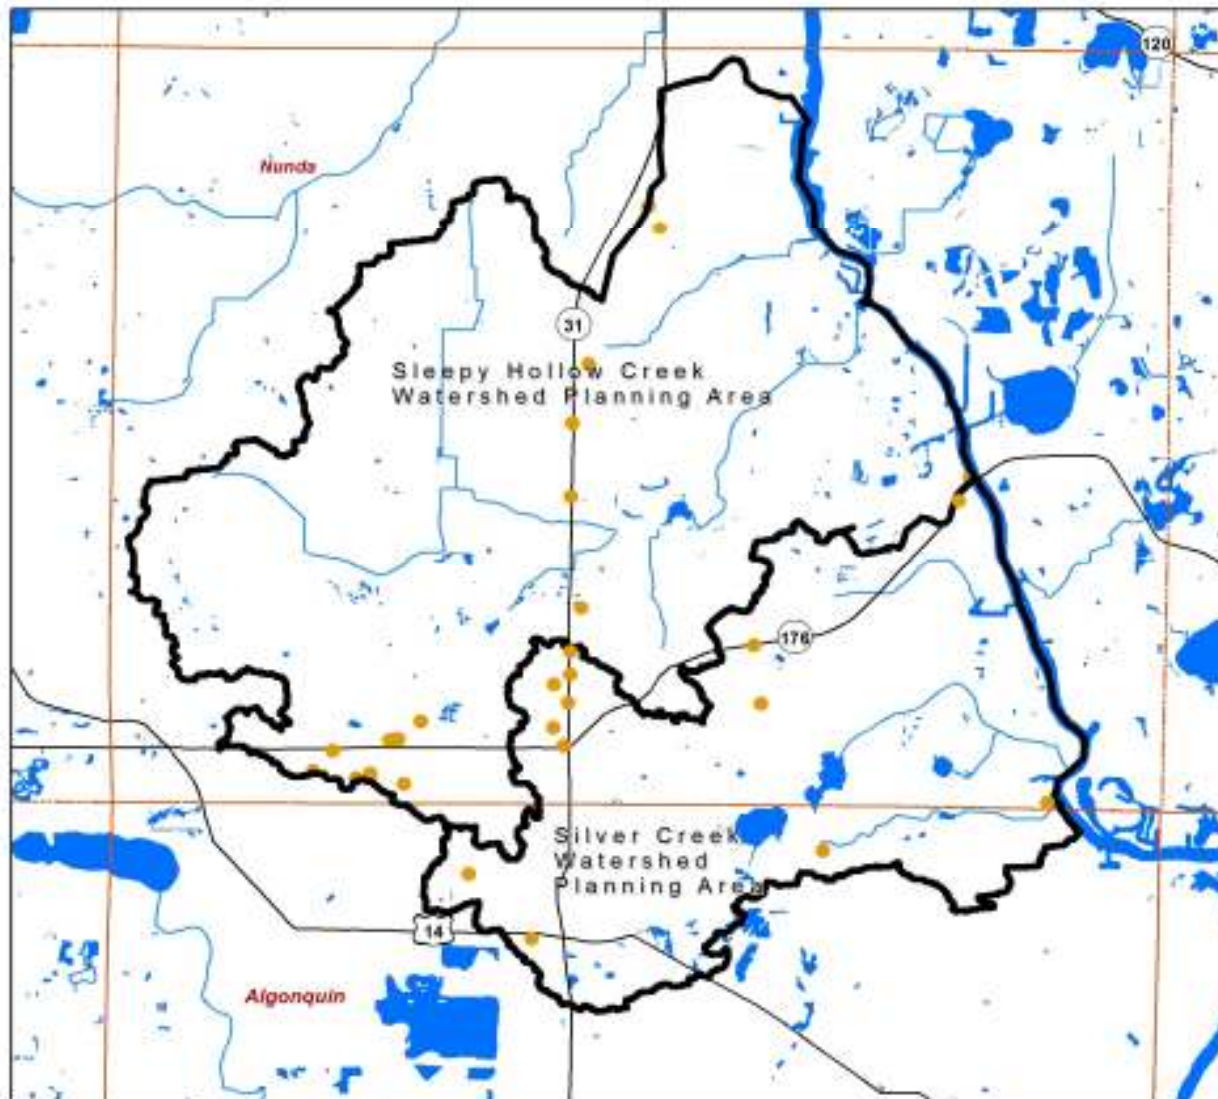 120
Nunda
31
Sleepy Hollow Creek
Watershed Planning Area
176
Silver Creek
Watershed
Planning Area
14
Algonquin